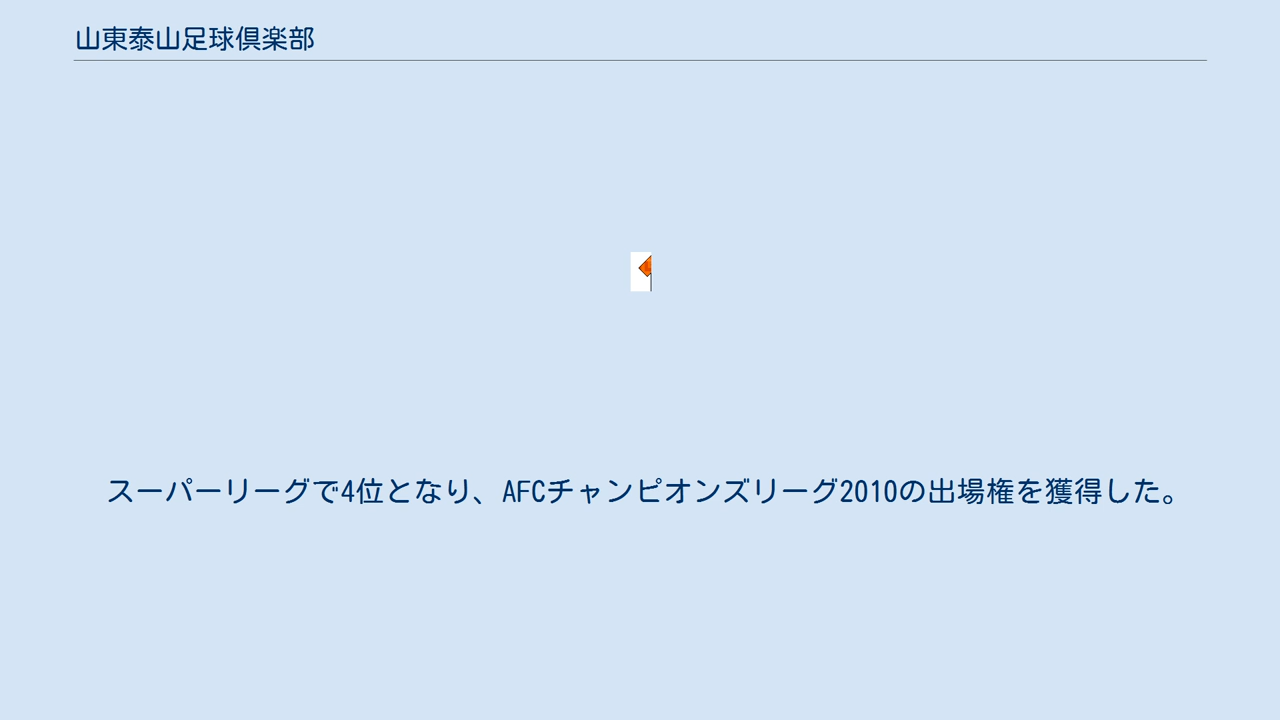 山東泰山足球倶楽部
スーパーリーグで4位となり、AFCチャンピオンズリーグ2010の出場権を獲得した。